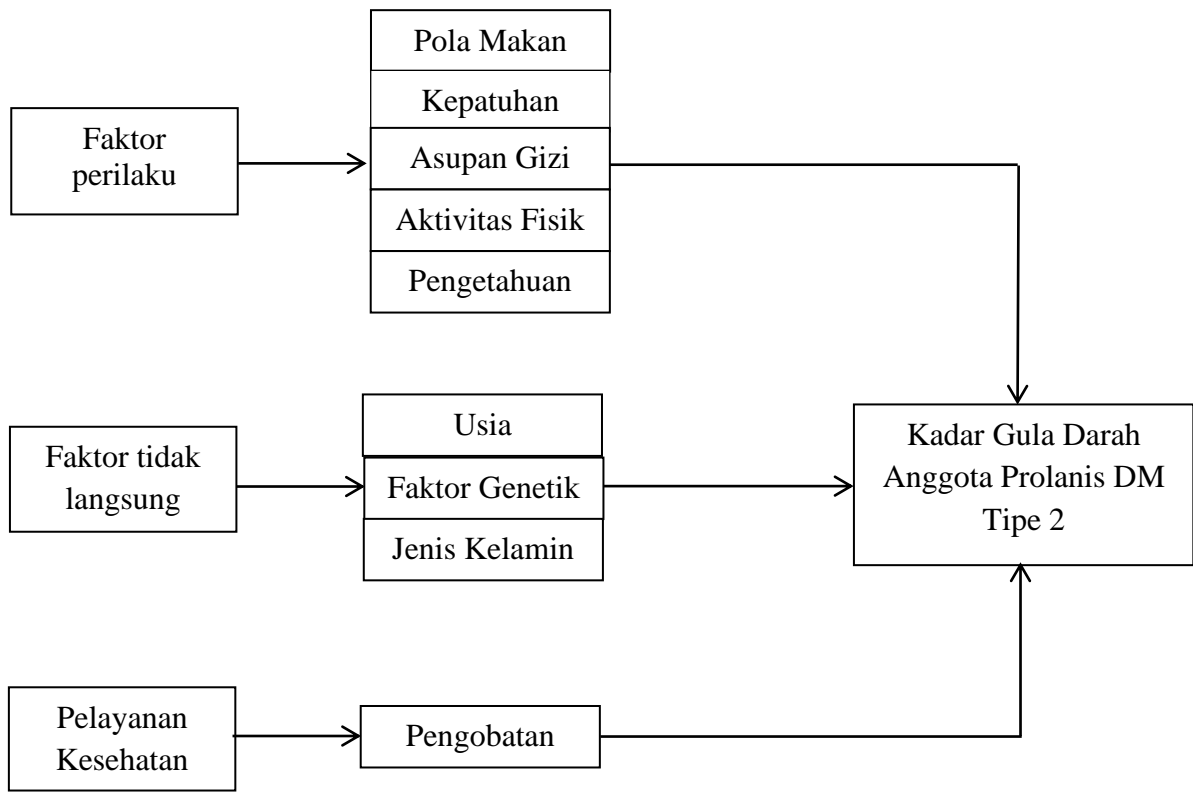 Faktor
perilaku
Pola Makan
Kepatuhan
Asupan Gizi
Aktivitas Fisik
Pengetahuan
Faktor tidak
langsung
Usia
Faktor Genetik
Jenis Kelamin
Kadar Gula Darah
Anggota Prolanis DM
Tipe 2
Pelayanan
Kesehatan
Pengobatan